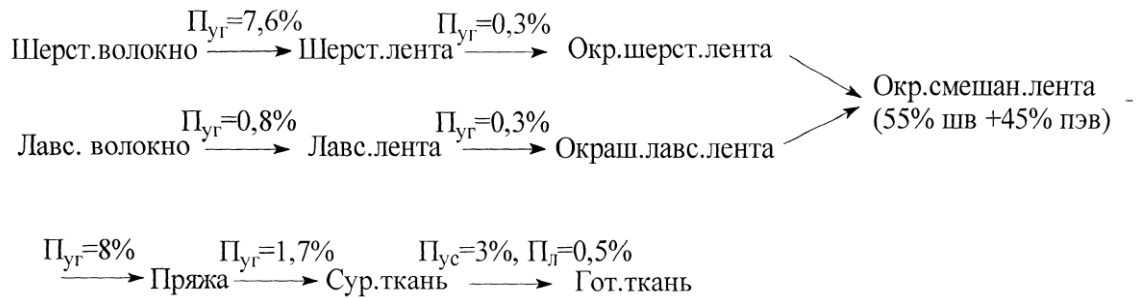 Пуг=7,6% Пуг=0,3%
Шерст.волокно → Шерст.лента → Окр.шерст.лента
Окр.смешан.лента
(55% шв +45% пэв)
Пуг=0,8% Пуг=0,3%
Лавс. волокно → Лавс.лента → Окраш.лавс.лента
Пуг=8% Пуг=1,7% Пус=3%, Пл=0,5%
→ Пряжа → Сур.ткань → Гот.ткань